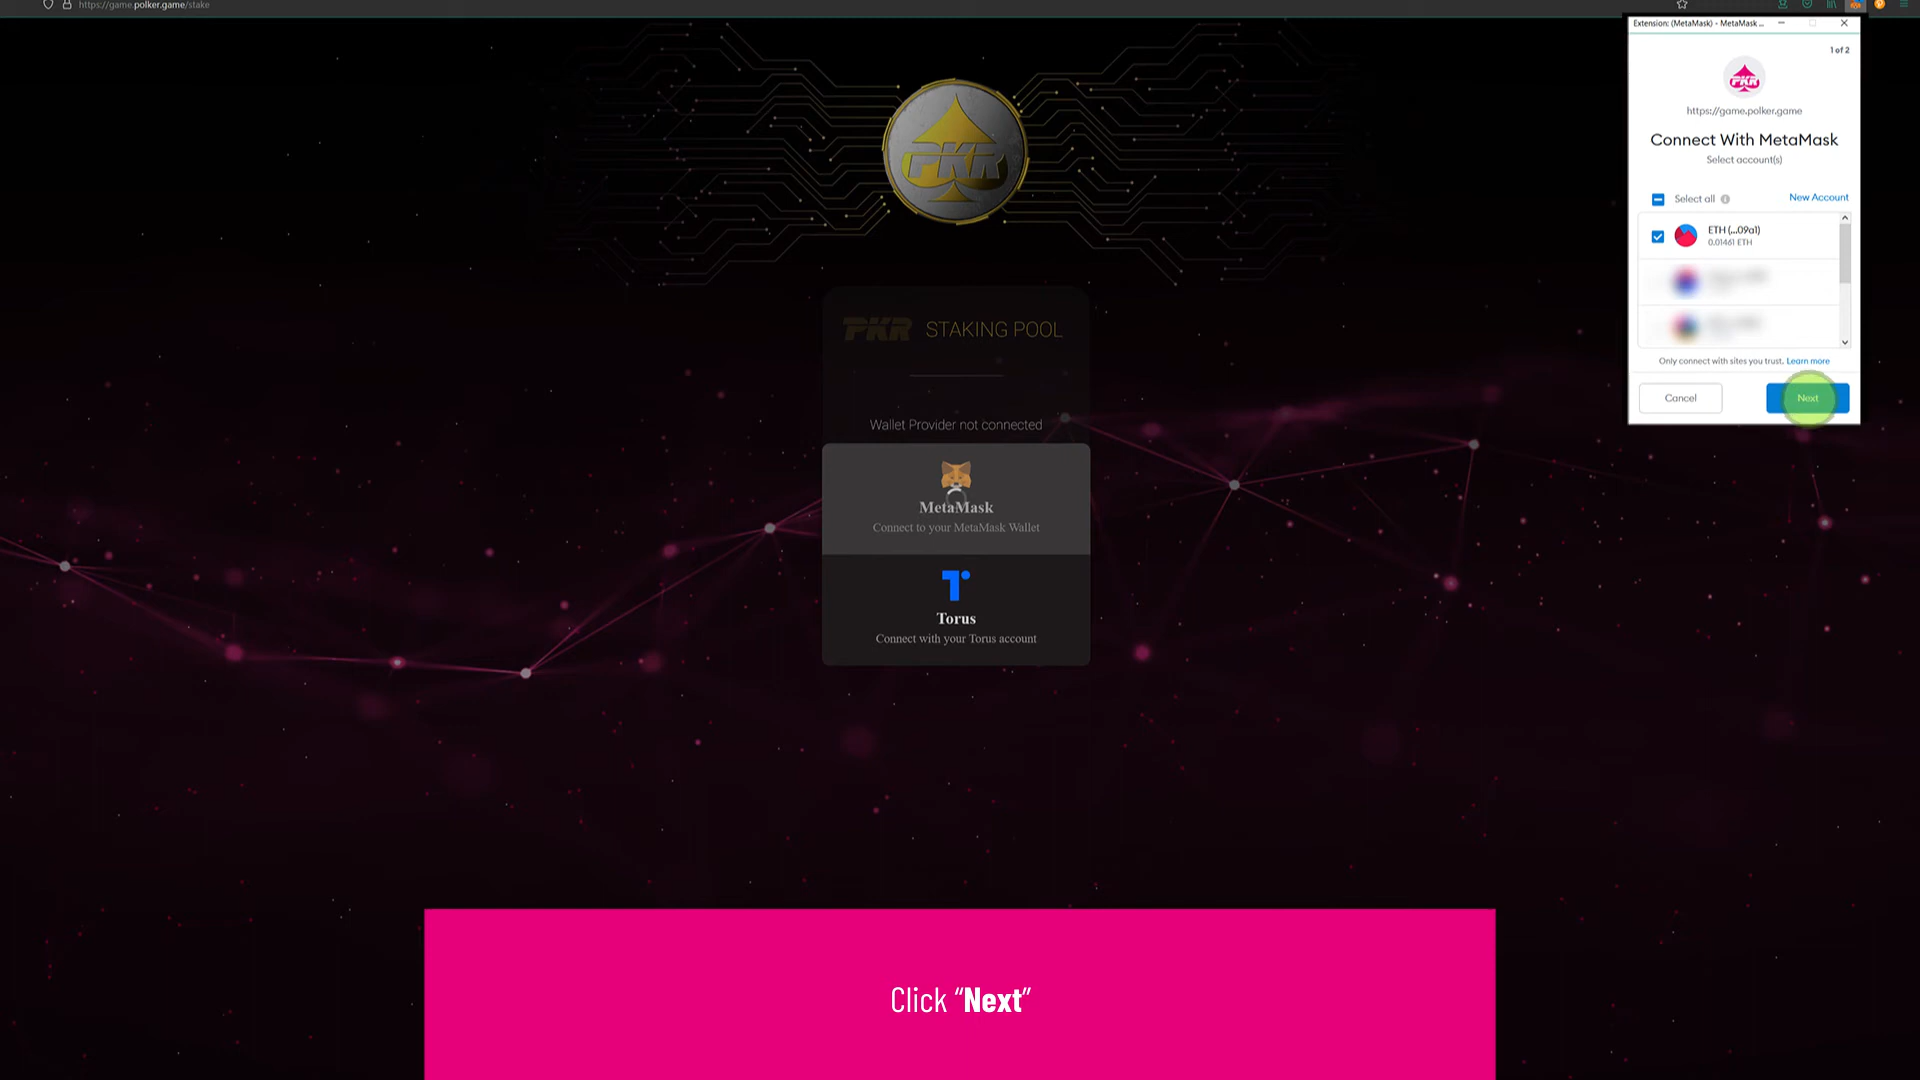 https://game.polker.game/stake
Extension: (MetaMask) - MetaMask ...
1 of 2
PKR
https://game.polker.game
Connect With MetaMask
Select account(s)
Select all
New Account
ETH (...09a1)
0.01461 ETH
Only connect with sites you trust. Learn more
Cancel
Next
PKR
PKR STAKING POOL
Wallet Provider not connected
MetaMask
Connect to your MetaMask Wallet
Torus
Connect with your Torus account
Click “Next”